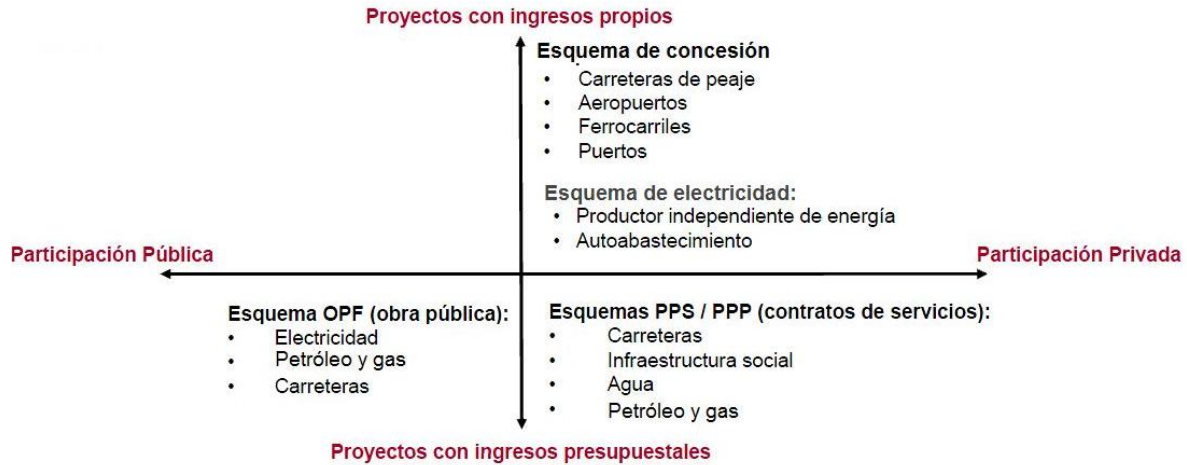 Proyectos con ingresos propios
Esquema de concesión
• Carreteras de peaje
• Aeropuertos
• Ferrocarriles
• Puertos
Esquema de electricidad:
• Productor independiente de energía
• Autoabastecimiento
Participación Pública
Participación Privada
Esquema OPF (obra pública):
• Electricidad
• Petróleo y gas
• Carreteras
Esquemas PPS / PPP (contratos de servicios):
• Carreteras
• Infraestructura social
• Agua
• Petróleo y gas
Proyectos con ingresos presupuestales